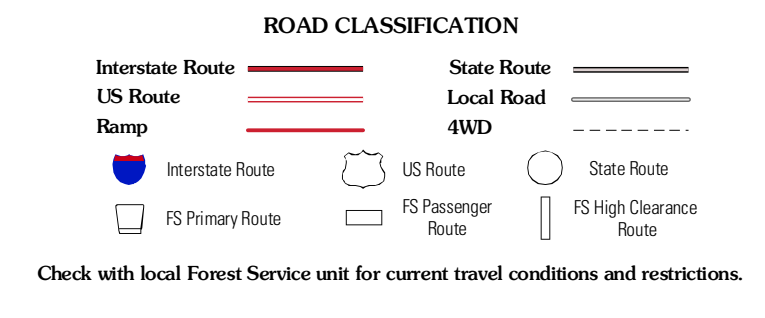 ROAD CLASSIFICATION
Interstate Route
State Route
US Route
Local Road
Ramp
4WD
Interstate Route
US Route
State Route
FS Primary Route
FS Passenger
Route
FS High Clearance
Route
Check with local Forest Service unit for current travel conditions and restrictions.